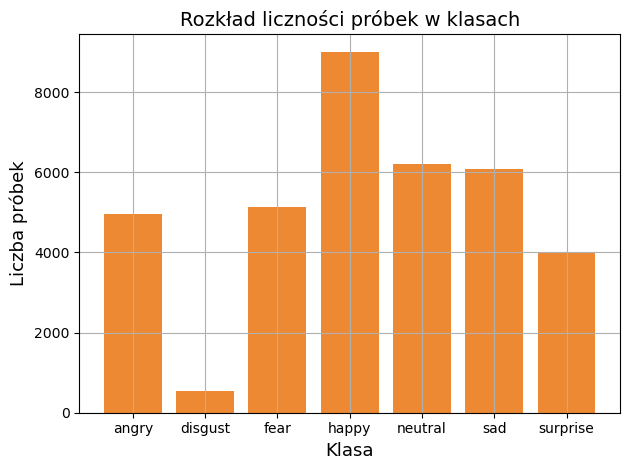 Rozkład liczności próbek w klasach
Liczba próbek
8000
6000
4000
2000
0
angry disgust fear happy neutral sad surprise
Klasa